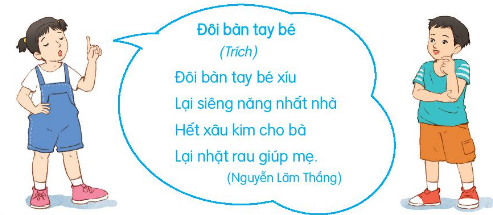 Đôi bàn tay bé
(Trích)
Đôi bàn tay bé xíu
Lại siêng năng nhất nhà
Hết xâu kim cho bà
Lại nhặt rau giúp mẹ.
(Nguyễn Lãm Thắng)